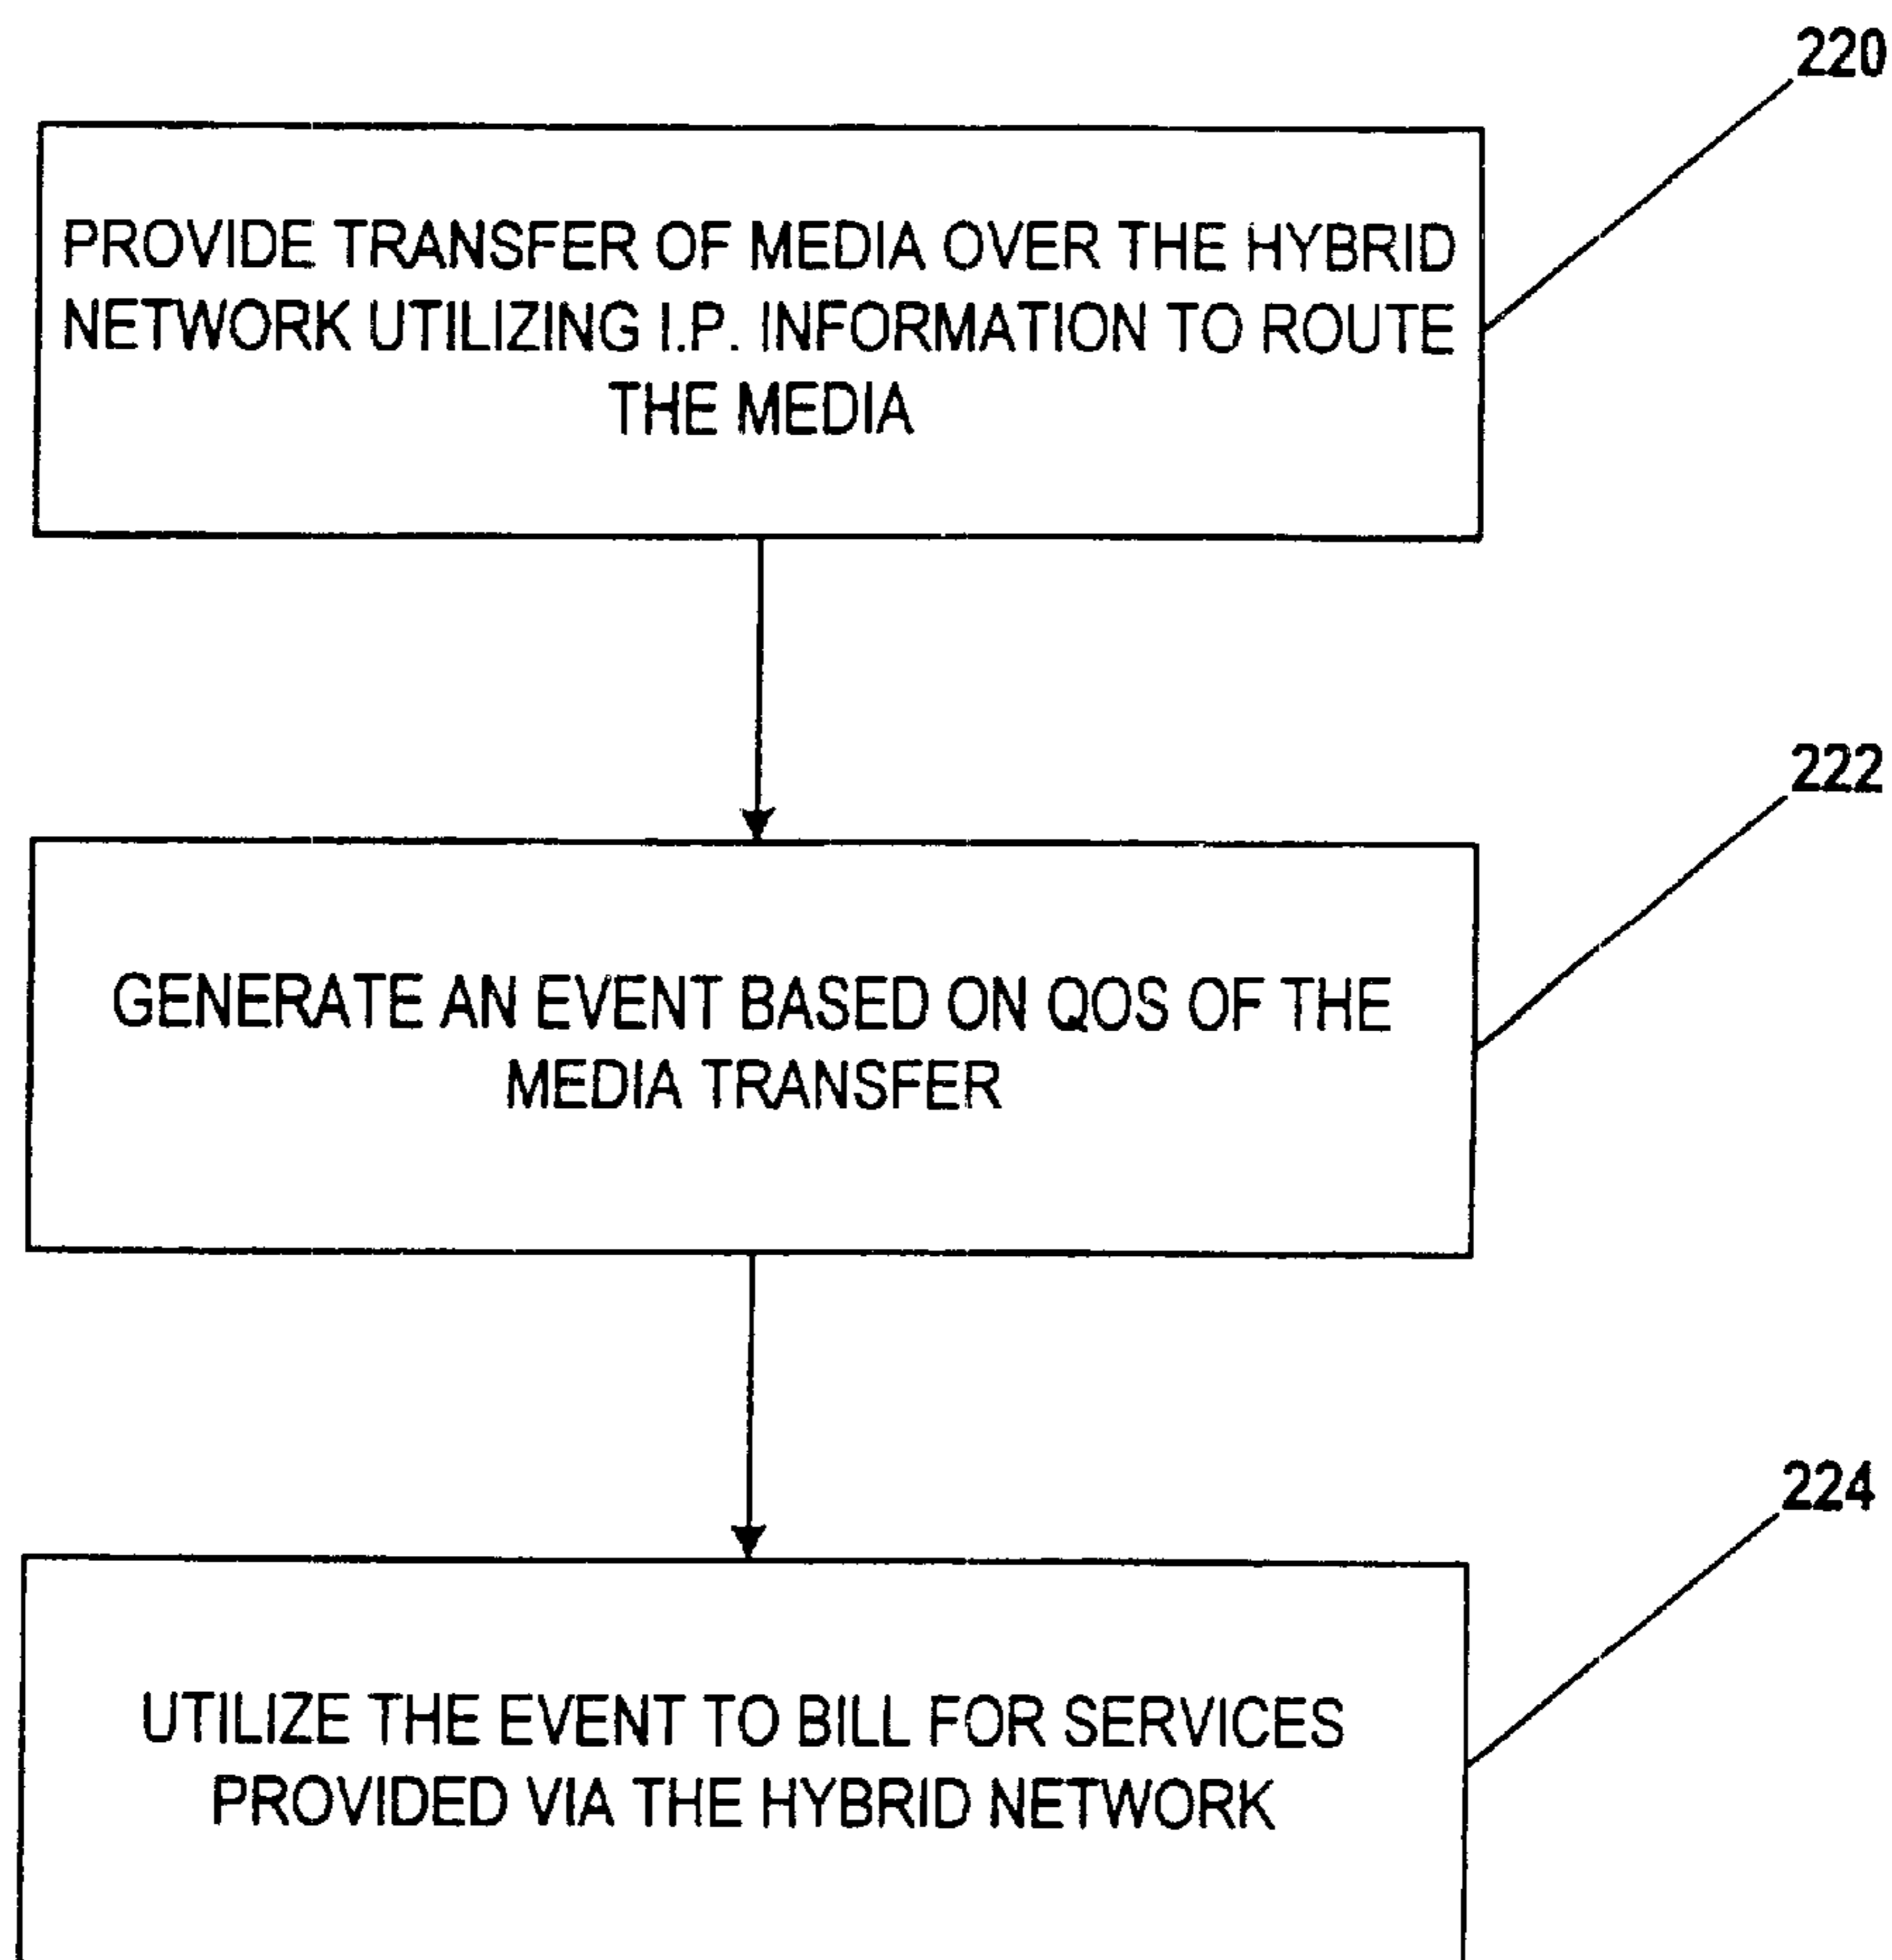 220
PROVIDE TRANSFER OF MEDIA OVER THE HYBRID
NETWORK UTILIZING I.P. INFORMATION TO ROUTE
THE MEDIA
222
GENERATE AN EVENT BASED ON QOS OF THE
MEDIA TRANSFER
224
UTILIZE THE EVENT TO BILL FOR SERVICES
PROVIDED VIA THE HYBRID NETWORK